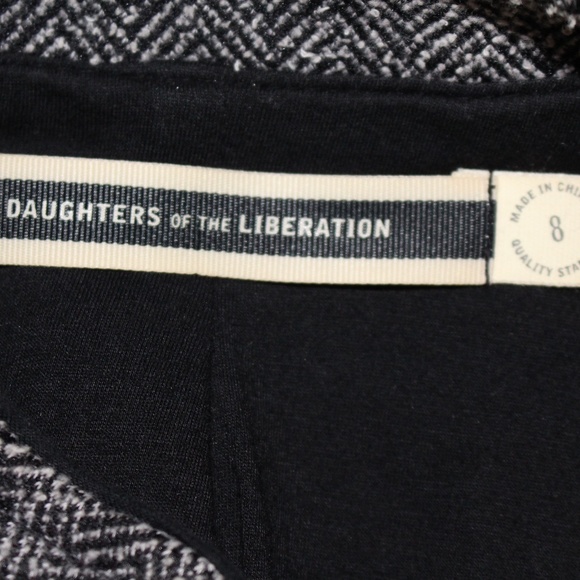 DAUGHTERS OF THE LIBERATION
MADE IN
8
QUALITY